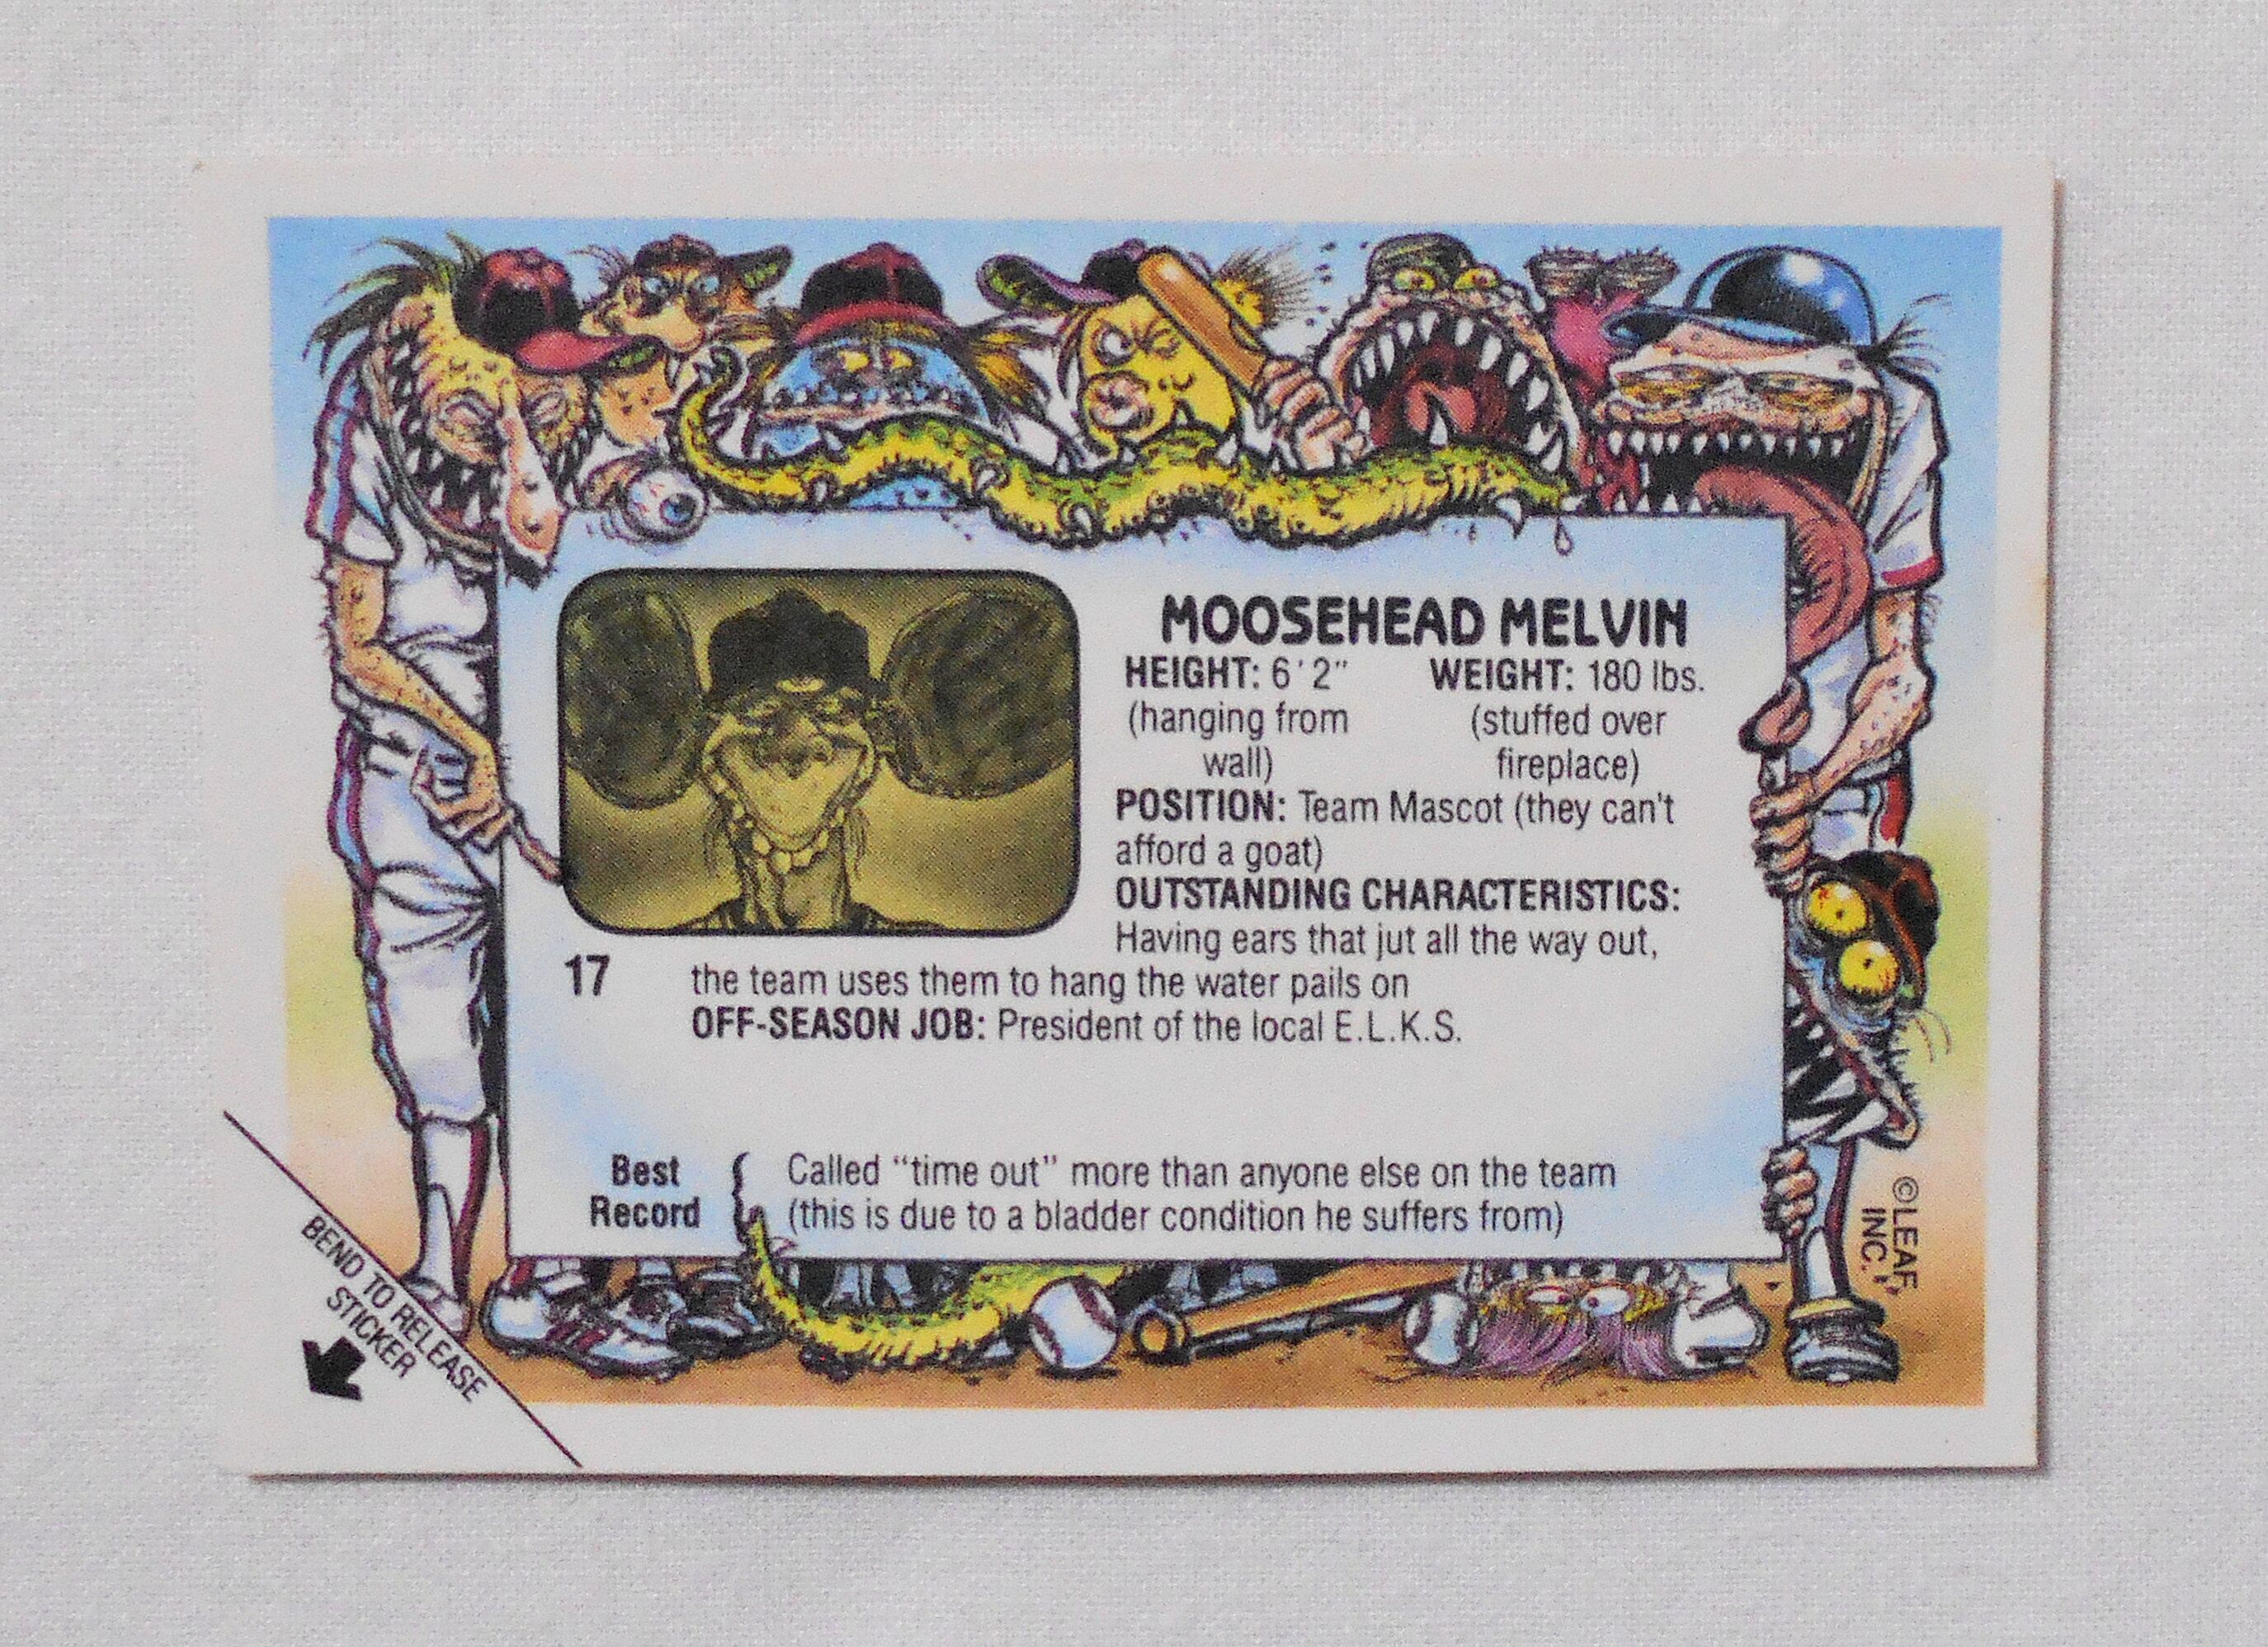 MOOSEHEAD MELVIN
HEIGHT: 6'2" WEIGHT: 180 lbs.
(hanging from (stuffed over
wall) fireplace)
POSITION: Team Mascot (they can't
afford a goat)
OUTSTANDING CHARACTERISTICS:
Having ears that jut all the way out,
17 the team uses them to hang the water pails on
OFF-SEASON JOB: President of the local E.L.K.S.
Best Record { Called “time out” more than anyone else on the team
(this is due to a bladder condition he suffers from)
©LEAF
INC.
BEND TO RELEASE
STICKER